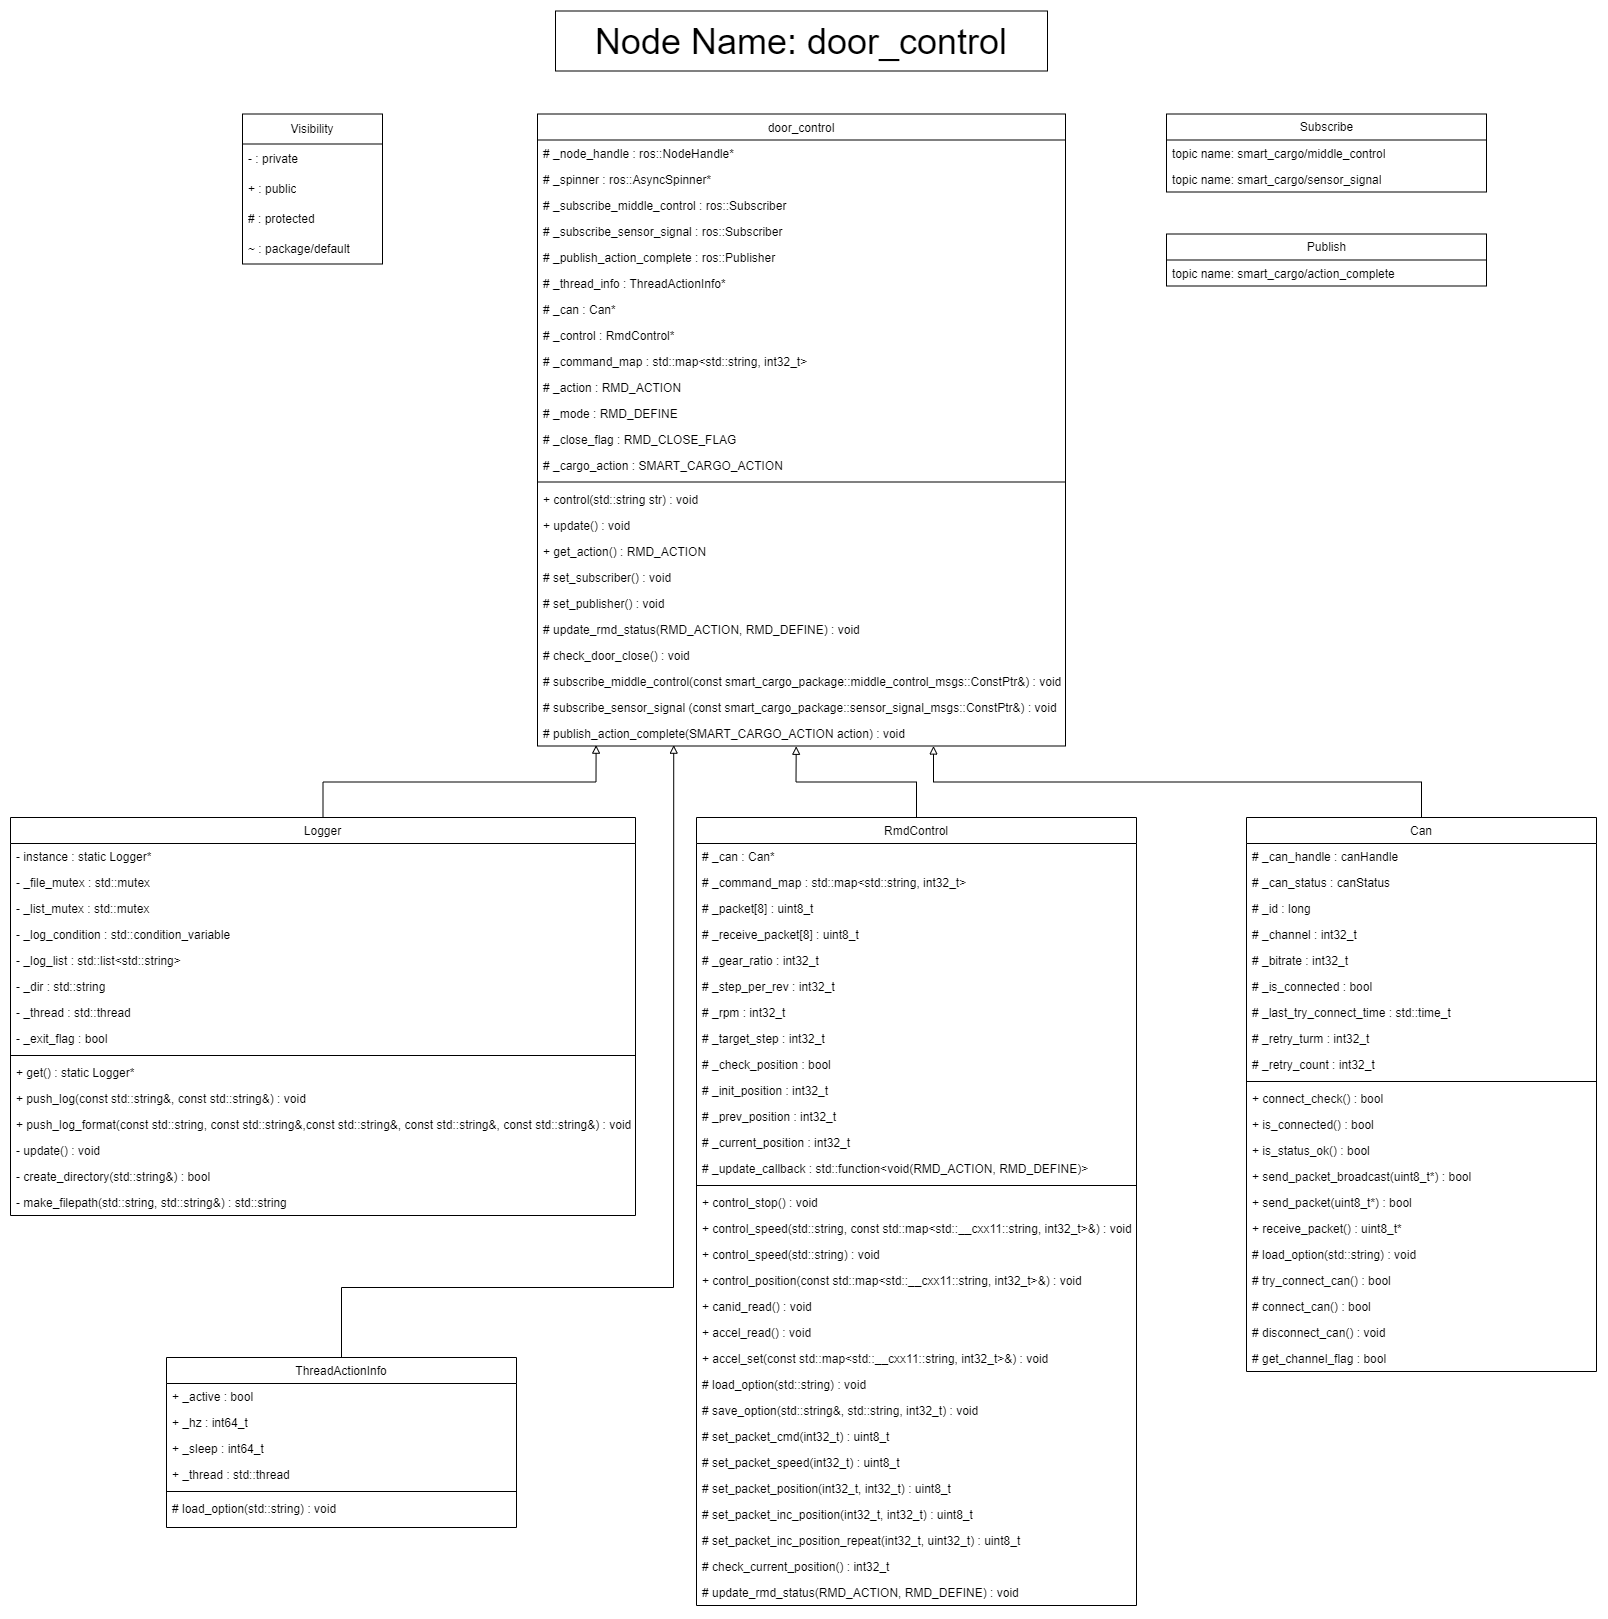 Node Name: door_control
Visibility
- : private
+ : public
# : protected
~ : package/default
door_control
# _node_handle : ros::NodeHandle*
# _spinner : ros::AsyncSpinner*
# _subscribe_middle_control : ros::Subscriber
# _subscribe_sensor_signal : ros::Subscriber
# _publish_action_complete : ros::Publisher
# _thread_info : ThreadActionInfo*
# _can : Can*
# _control : RmdControl*
# _command_map : std::map<std::string, int32_t>
# _action : RMD_ACTION
# _mode : RMD_DEFINE
# _close_flag : RMD_CLOSE_FLAG
# _cargo_action : SMART_CARGO_ACTION
+ control(std::string str) : void
+ update() : void
+ get_action() : RMD_ACTION
# set_subscriber() : void
# set_publisher() : void
# update_rmd_status(RMD_ACTION, RMD_DEFINE) : void
# check_door_close() : void
# subscribe_middle_control(const smart_cargo_package::middle_control_msgs::ConstPtr&) : void
# subscribe_sensor_signal (const smart_cargo_package::sensor_signal_msgs::ConstPtr&) : void
# publish_action_complete(SMART_CARGO_ACTION action) : void
Subscribe
topic name: smart_cargo/middle_control
topic name: smart_cargo/sensor_signal
Publish
topic name: smart_cargo/action_complete
Logger
- instance : static Logger*
- _file_mutex : std::mutex
- _list_mutex : std::mutex
- _log_condition : std::condition_variable
- _log_list : std::list<std::string>
- _dir : std::string
- _thread : std::thread
- _exit_flag : bool
+ get() : static Logger*
+ push_log(const std::string&, const std::string&) : void
+ push_log_format(const std::string, const std::string&,const std::string&, const std::string&, const std::string&) : void
- update() : void
- create_directory(std::string&) : bool
- make_filepath(std::string, std::string&) : std::string
ThreadActionInfo
+ _active : bool
+ _hz : int64_t
+ _sleep : int64_t
+ _thread : std::thread
# load_option(std::string) : void
RmdControl
# _can : Can*
# _command_map : std::map<std::string, int32_t>
# _packet[8] : uint8_t
# _receive_packet[8] : uint8_t
# _gear_ratio : int32_t
# _step_per_rev : int32_t
# _rpm : int32_t
# _target_step : int32_t
# _check_position : bool
# _init_position : int32_t
# _prev_position : int32_t
# _current_position : int32_t
# _update_callback : std::function<void(RMD_ACTION, RMD_DEFINE)>
+ control_stop() : void
+ control_speed(std::string, const std::map<std::__cxx11::string, int32_t>&) : void
+ control_speed(std::string) : void
+ control_position(const std::map<std::__cxx11::string, int32_t>&) : void
+ canid_read() : void
+ accel_read() : void
+ accel_set(const std::map<std::__cxx11::string, int32_t>&) : void
# load_option(std::string) : void
# save_option(std::string&, std::string, int32_t) : void
# set_packet_cmd(int32_t) : uint8_t
# set_packet_speed(int32_t) : uint8_t
# set_packet_position(int32_t, int32_t) : uint8_t
# set_packet_inc_position(int32_t, int32_t) : uint8_t
# set_packet_inc_position_repeat(int32_t, uint32_t) : uint8_t
# check_current_position() : int32_t
# update_rmd_status(RMD_ACTION, RMD_DEFINE) : void
Can
# _can_handle : canHandle
# _can_status : canStatus
# _id : long
# _channel : int32_t
# _bitrate : int32_t
# _is_connected : bool
# _last_try_connect_time : std::time_t
# _retry_turm : int32_t
# _retry_count : int32_t
+ connect_check() : bool
+ is_connected() : bool
+ is_status_ok() : bool
+ send_packet_broadcast(uint8_t*) : bool
+ send_packet(uint8_t*) : bool
+ receive_packet() : uint8_t*
# load_option(std::string) : void
# try_connect_can() : bool
# connect_can() : bool
# disconnect_can() : void
# get_channel_flag : bool